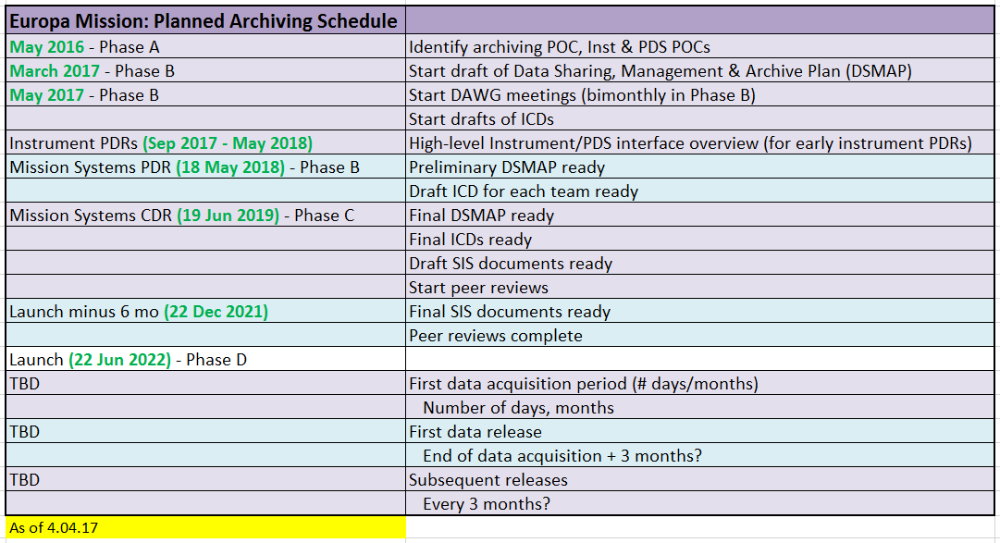 Europa Mission: Planned Archiving Schedule
May 2016 - Phase A Identify archiving POC, Inst & PDS POCs
March 2017 - Phase B Start draft of Data Sharing, Management & Archive Plan (DSMAP)
May 2017 - Phase B Start DAWG meetings (bimonthly in Phase B)
Start drafts of ICDs
Instrument PDRs (Sep 2017 - May 2018) High-level Instrument/PDS interface overview (for early instrument PDRs)
Mission Systems PDR (18 May 2018) - Phase B Preliminary DSMAP ready
Draft ICD for each team ready
Mission Systems CDR (19 Jun 2019) - Phase C Final DSMAP ready
Final ICDs ready
Draft SIS documents ready
Start peer reviews
Launch minus 6 mo (22 Dec 2021) Final SIS documents ready
Peer reviews complete
Launch (22 Jun 2022) - Phase D
TBD First data acquisition period (# days/months)
Number of days, months
TBD First data release
End of data acquisition + 3 months?
TBD Subsequent releases
Every 3 months?
As of 4.04.17